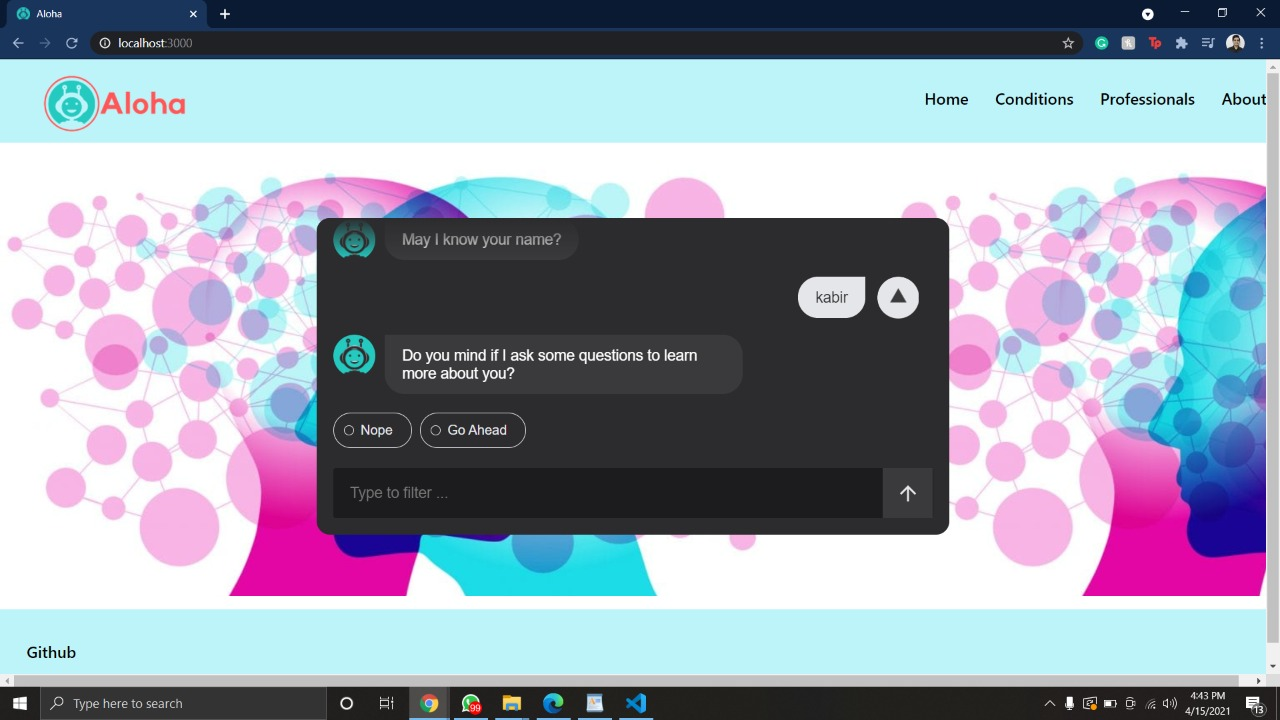 Aloha
localhost:3000
Tp
Aloha
Home
Conditions
Professionals
About
May I know your name?
kabir
Do you mind if I ask some questions to learn
more about you?
Nope
Go Ahead
Type to filter ...
Github
Type here to search
99
4:43 PM
4/15/2021
13